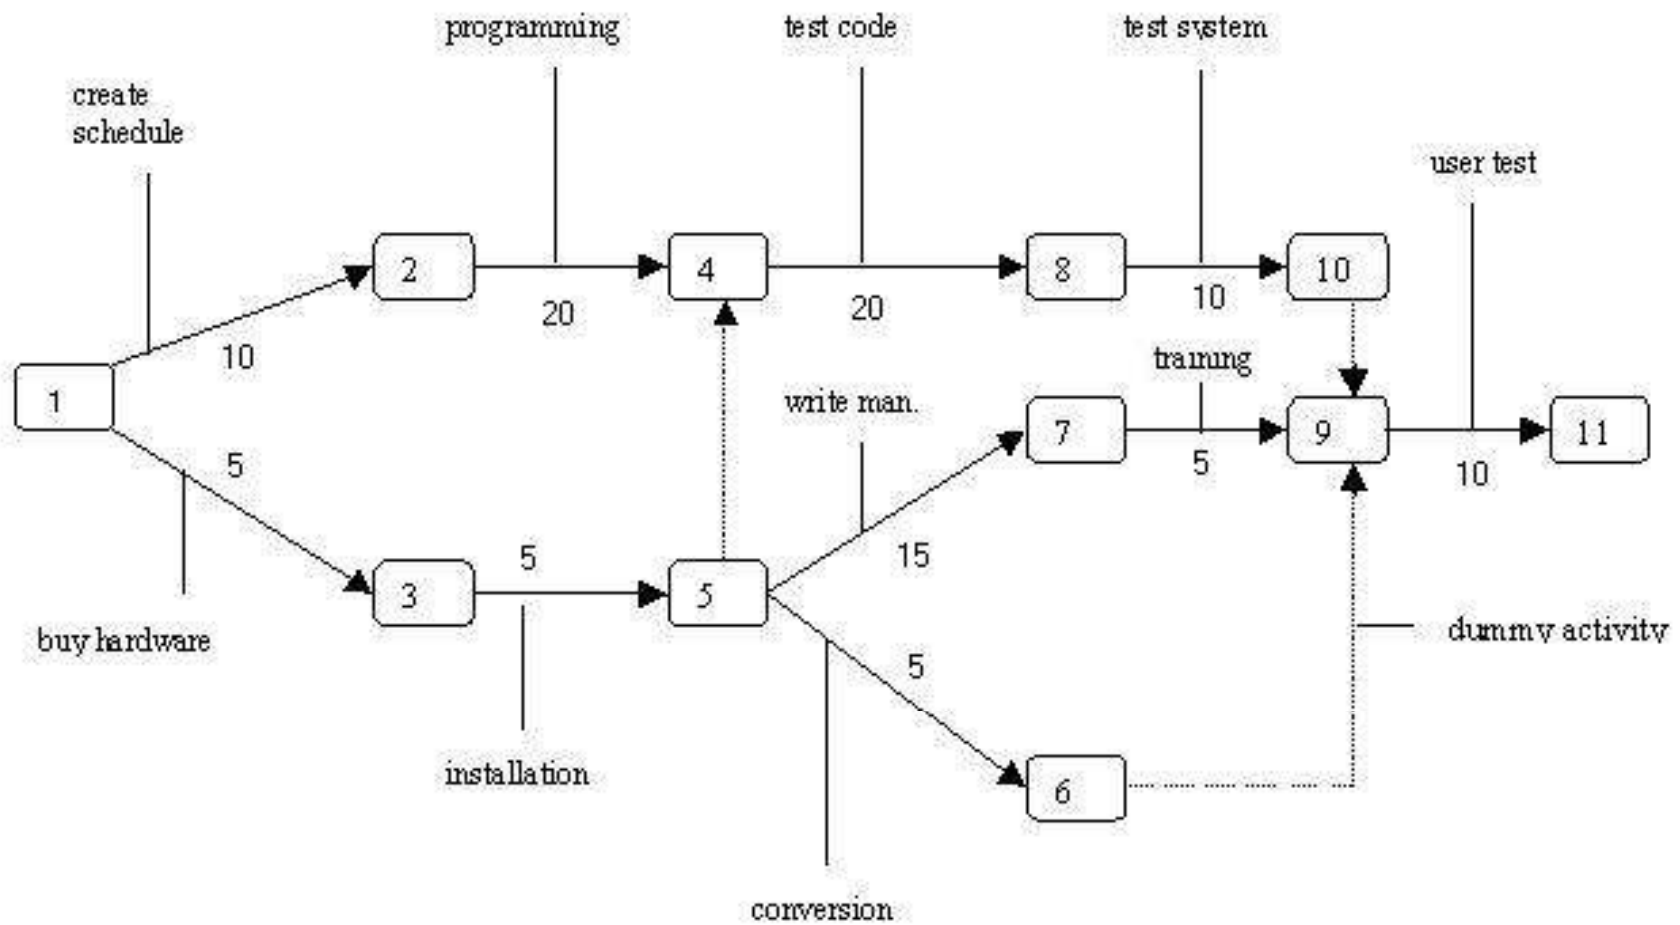 programming
test code
test system
create
schedule
user test
2
4
8
10
20
20
10
10
training
1
write man.
7
9
11
5
5
10
5
15
3
5
dummy activity
buy hardware
5
installation
6
conversion